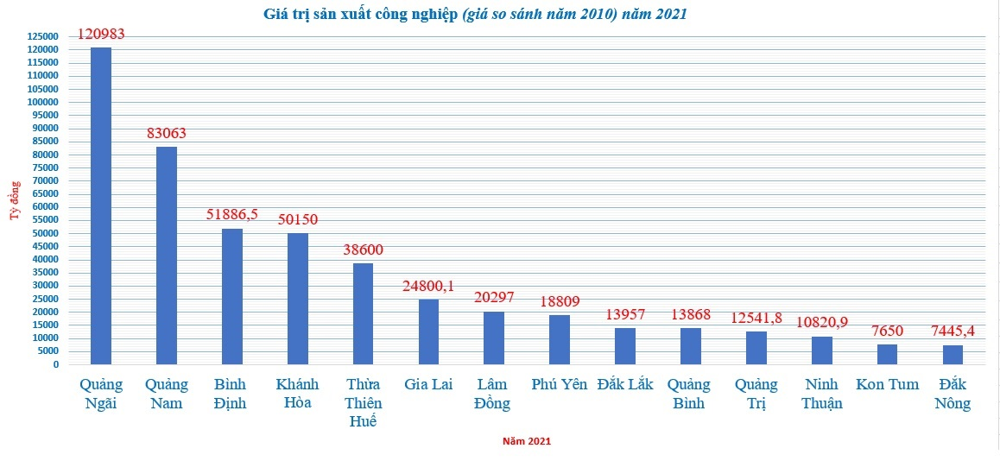 Giá trị sản xuất công nghiệp (giá so sánh năm 2010) năm 2021
125000
120000
115000
110000
105000
100000
95000
90000
85000
80000
75000
70000
65000
60000
55000
50000
45000
40000
35000
30000
25000
20000
15000
10000
5000
0
Tỷ đồng
120983
83063
51886,5
50150
38600
24800,1
20297
18809
13957
13868
12541,8
10820,9
7650
7445,4
Quảng
Ngãi
Quảng
Nam
Bình
Định
Khánh
Hòa
Thừa
Thiên
Huế
Gia Lai
Lâm
Đồng
Phú Yên
Đắk Lắk
Quảng
Bình
Quảng
Trị
Ninh
Thuận
Kon Tum
Đắk
Nông
Năm 2021